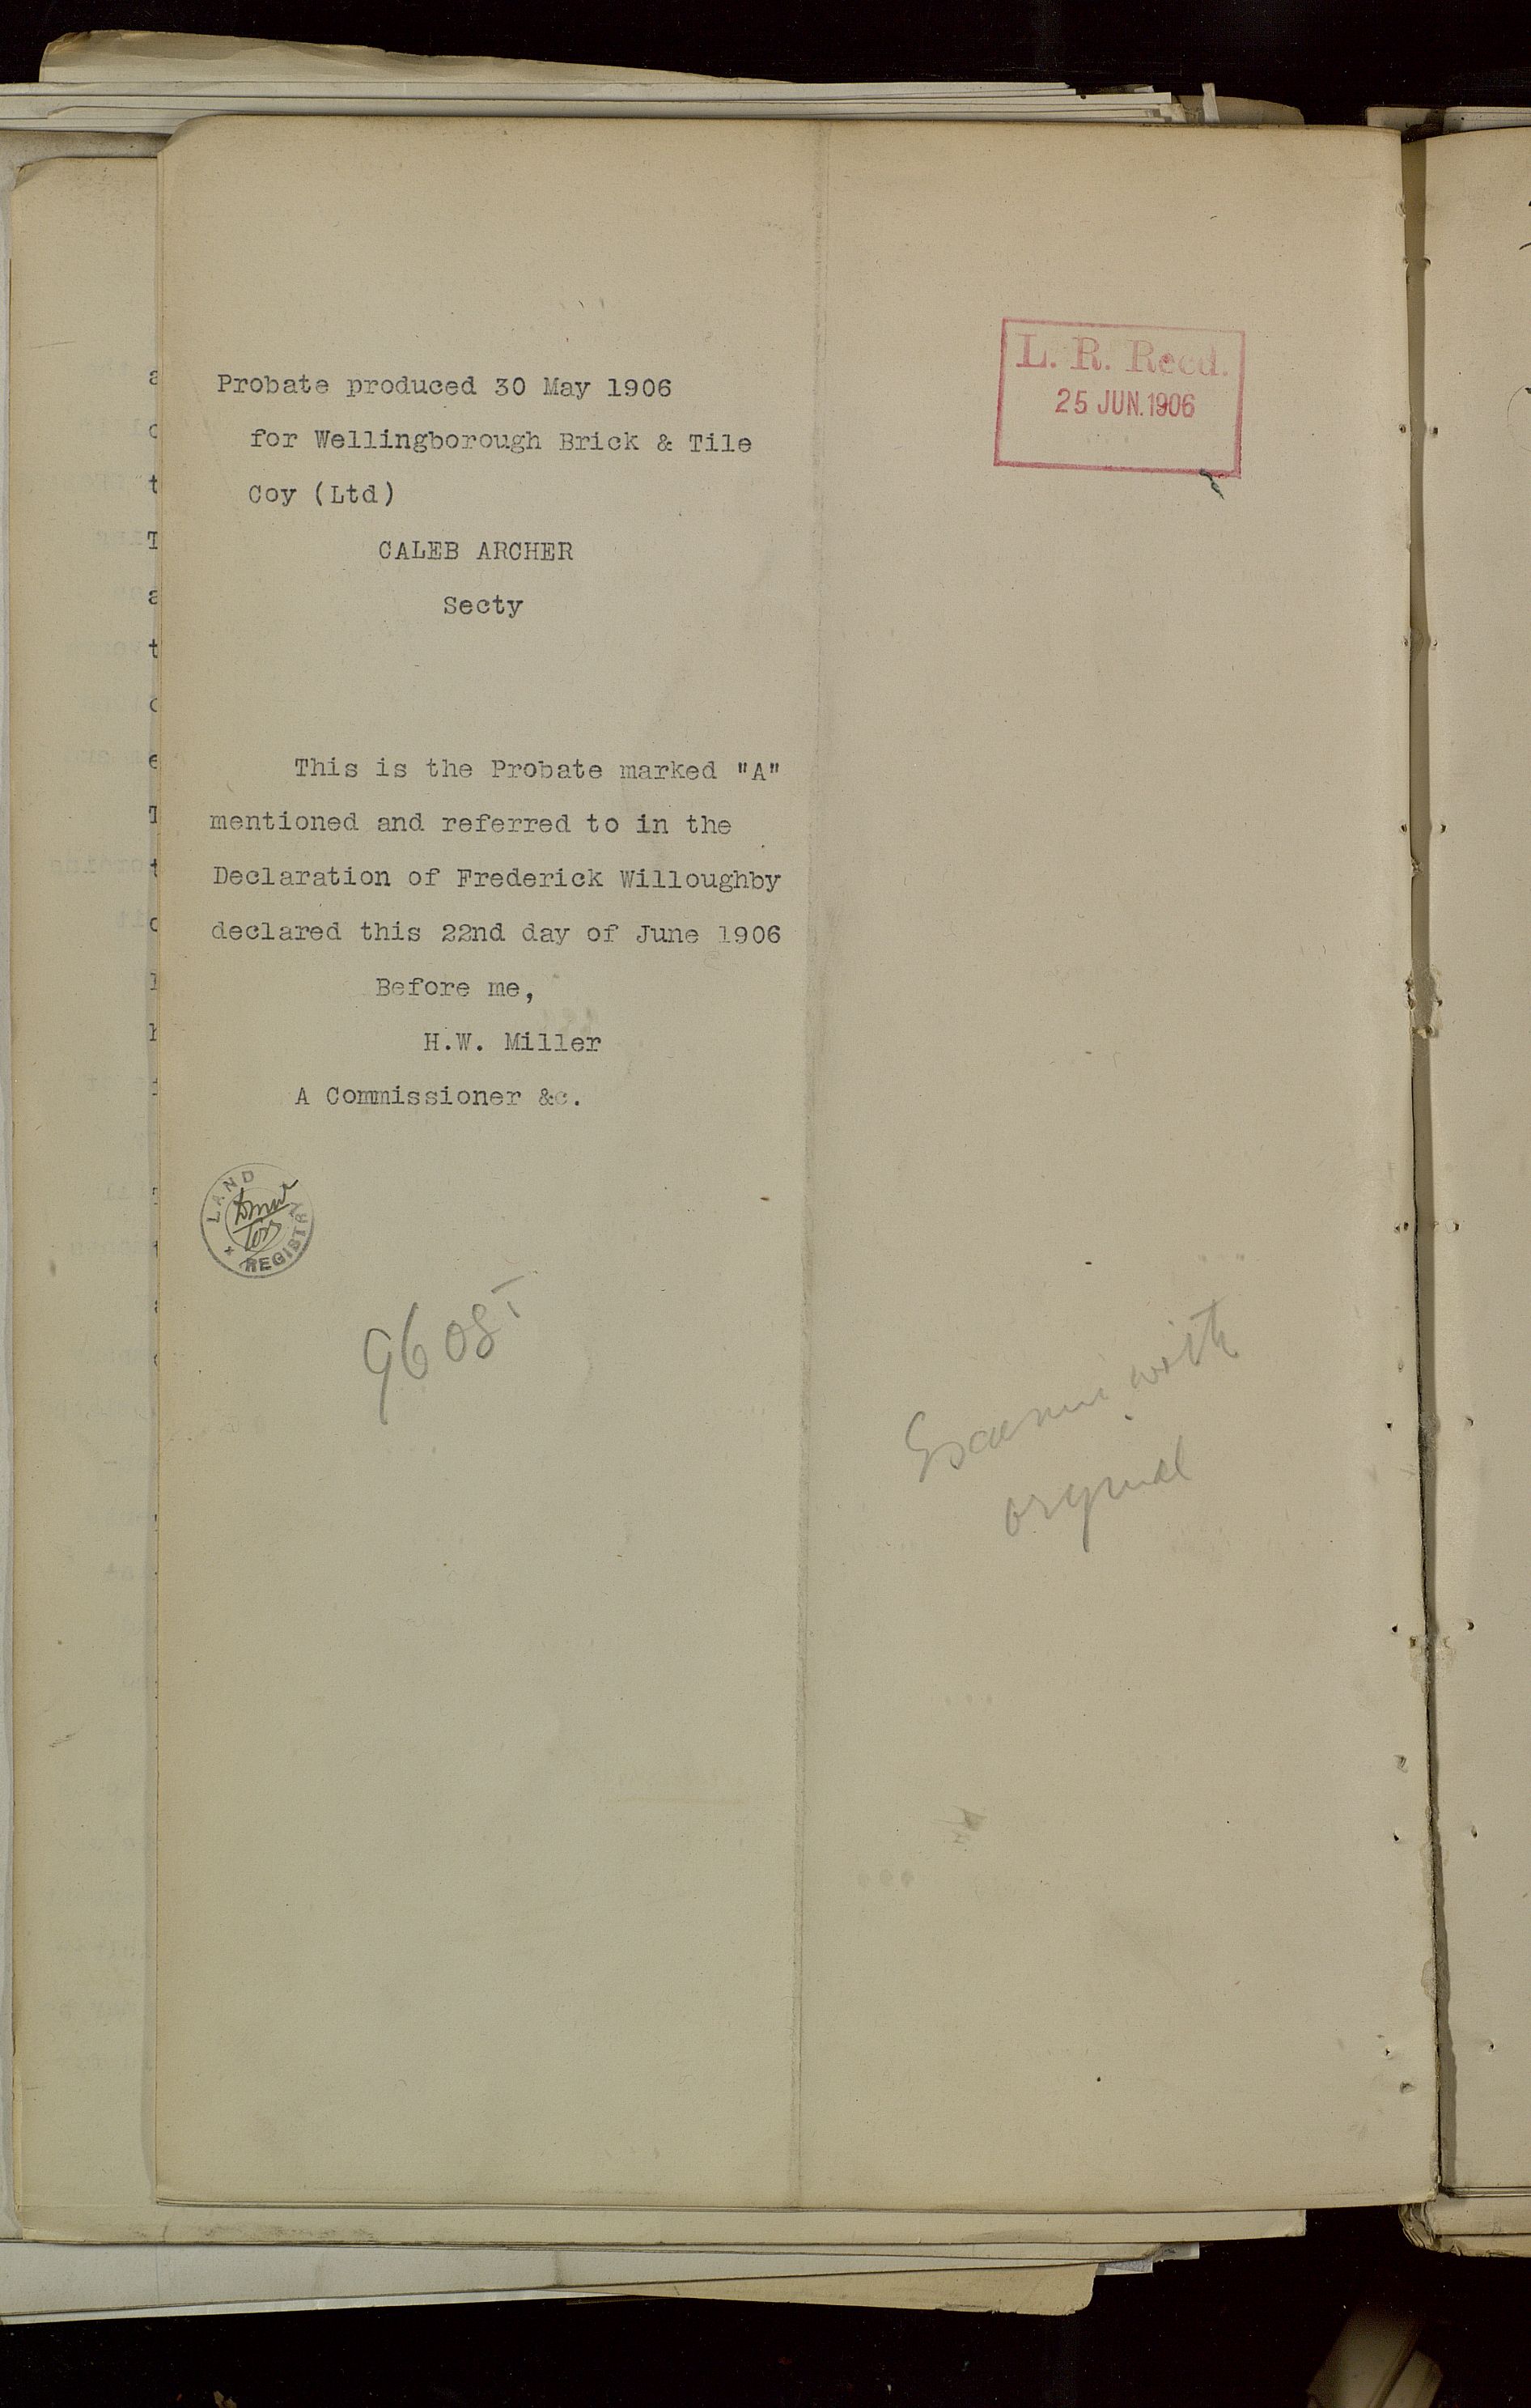 Probate produced 30 May 1906
for Wellingborough Brick & Tile
Coy (Ltd)
CALEB ARCHER
Secty
This is the Probate marked "A"
mentioned and referred to in the
Declaration of Frederick Willoughby
declared this 22nd day of June 1906
Before me,
H.W. Miller
A Commissioner &c.
LAND
REGISTRY
L. R. Recd.
25 JUN.1906
with
original